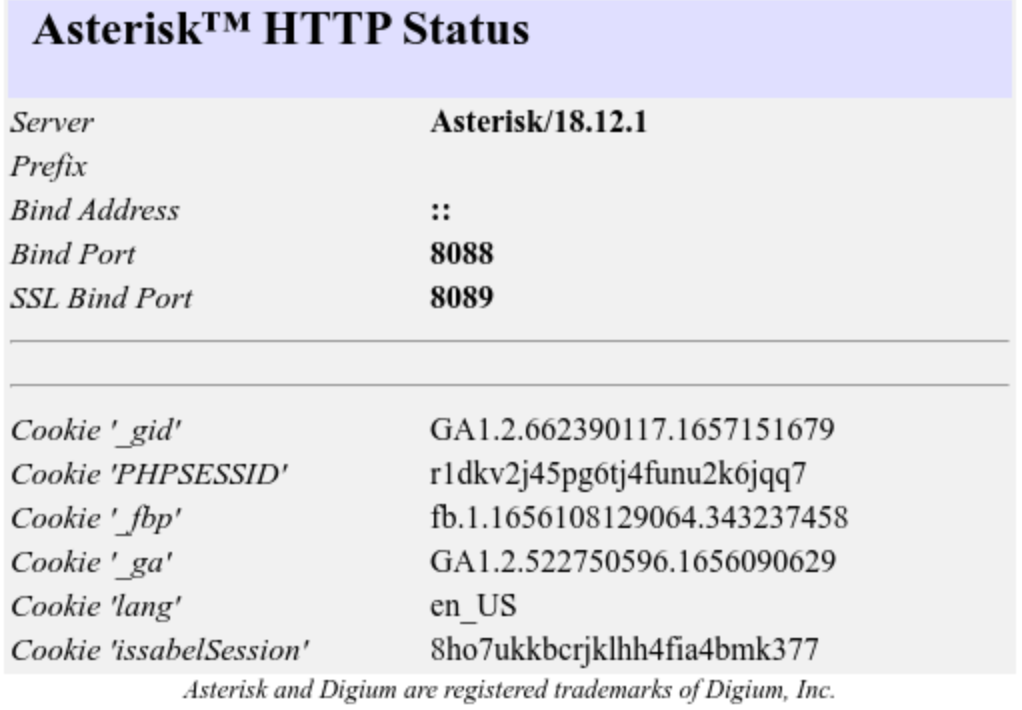 Asterisk™ HTTP Status
Server Asterisk/18.12.1
Prefix
Bind Address ::
Bind Port 8088
SSL Bind Port 8089
Cookie '_gid' GA1.2.662390117.1657151679
Cookie 'PHPSESSID' r1dkv2j45pg6tj4funu2k6jqq7
Cookie '_fbp' fb.1.1656108129064.343237458
Cookie '_ga' GA1.2.522750596.1656090629
Cookie 'lang' en_US
Cookie 'issabelSession' 8ho7ukkbcrjklhh4fia4bmk377
Asterisk and Digium are registered trademarks of Digium, Inc.